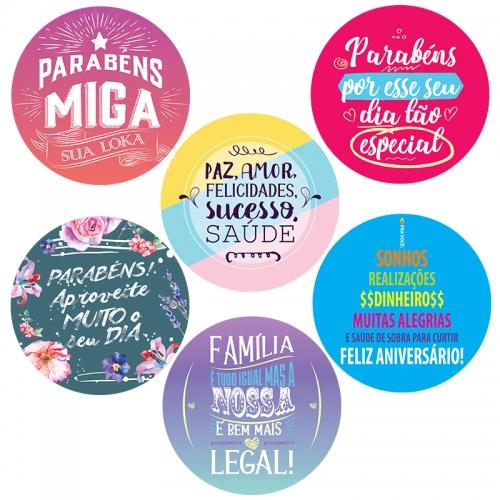 PARABÉNS
MIGA
SUA LOKA
Parabéns
por esse seu
dia tão
especial
PAZ, AMOR,
FELICIDADES,
sucesso,
SAÚDE
PARABÉNS!
Aproveite
MUITO o
seu DIA
PRA VOCÊ:
SONHOS
REALIZAÇÕES
$$DINHEIRO$$
MUITAS ALEGRIAS
E SAÚDE DE SOBRA PARA CURTIR
FELIZ ANIVERSÁRIO!
FAMÍLIA
É TUDO IGUAL MAS A
NOSSA
É BEM MAIS
LEGAL!